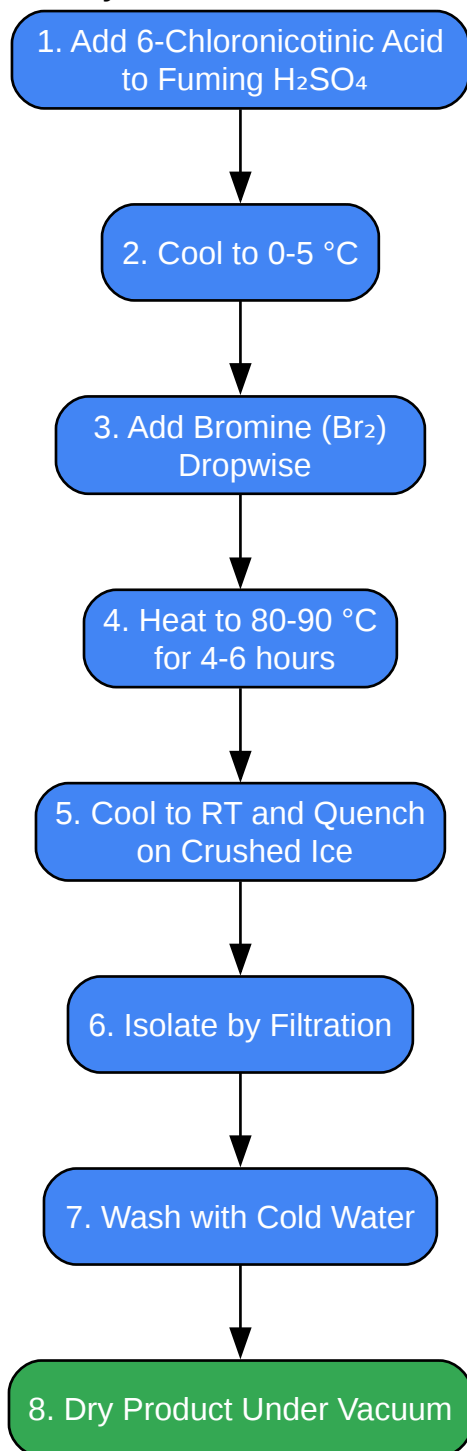 1. Add 6-Chloronicotinic Acid
to Fuming H₂SO₄
2. Cool to 0-5 °C
3. Add Bromine (Br₂)
Dropwise
4. Heat to 80-90 °C
for 4-6 hours
5. Cool to RT and Quench
on Crushed Ice
6. Isolate by Filtration
7. Wash with Cold Water
8. Dry Product Under Vacuum